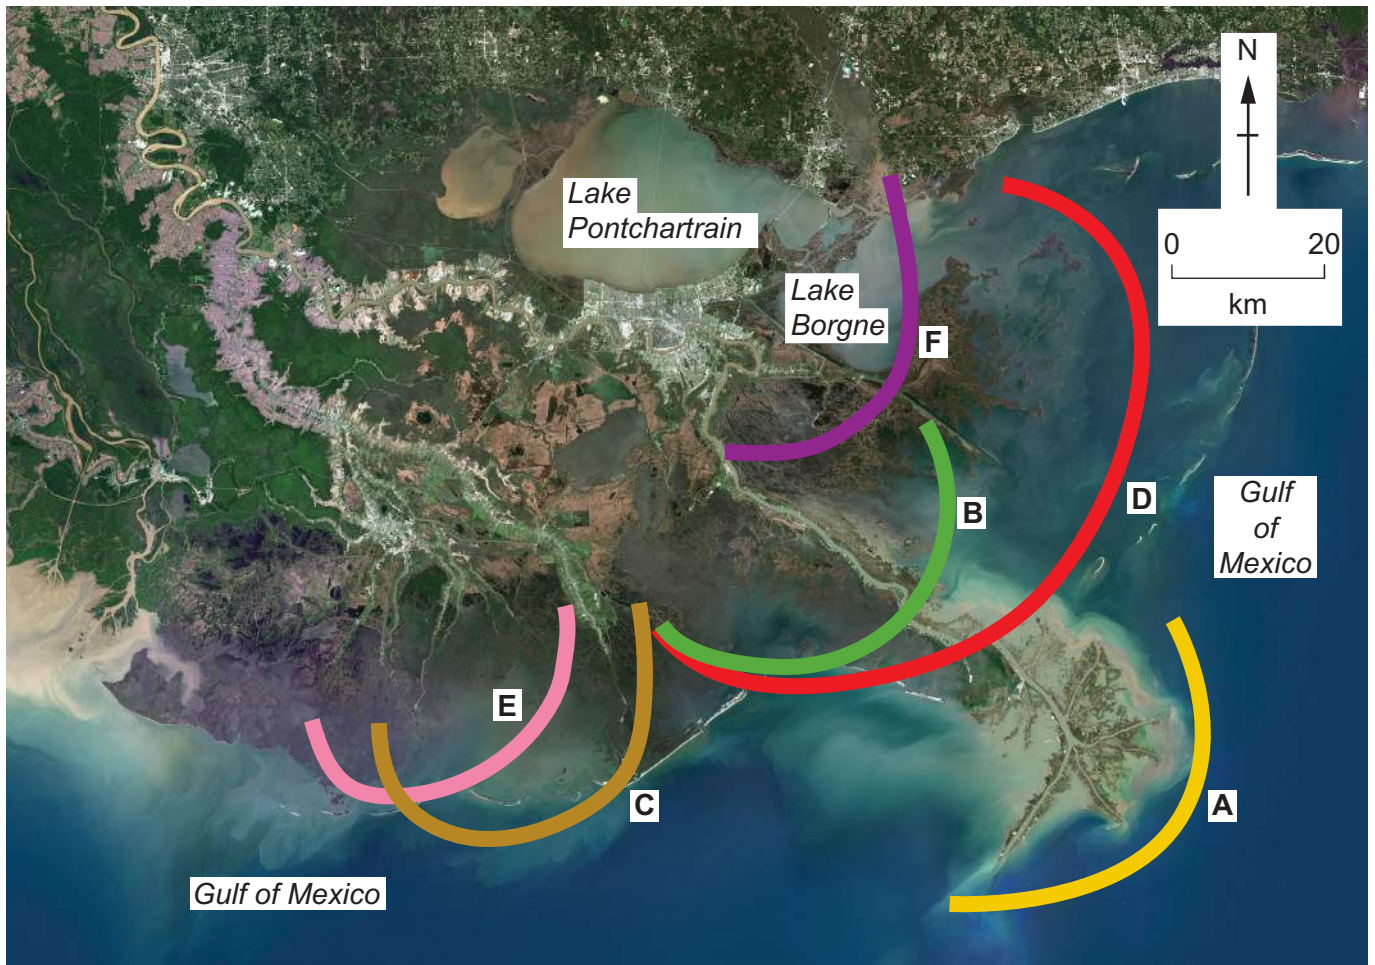 N
0 20
km
Lake
Pontchartrain
Lake
Borgne
F
B
D
Gulf
of
Mexico
E
C
A
Gulf of Mexico